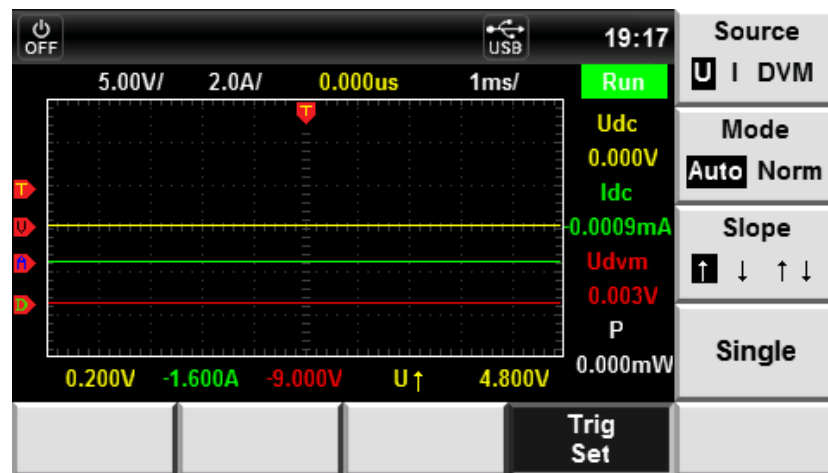 OFF USB 19:17
5.00V/ 2.0A/ 0.000us 1ms/ Run
T
Udc
0.000V
Idc
-0.0009mA
Udvm
0.003V
P
0.000mW
T
V
A
D
0.200V -1.600A -9.000V U↑ 4.800V
Source
U I DVM
Mode
Auto Norm
Slope
↑ ↓ ↑↓
Single
Trig
Set